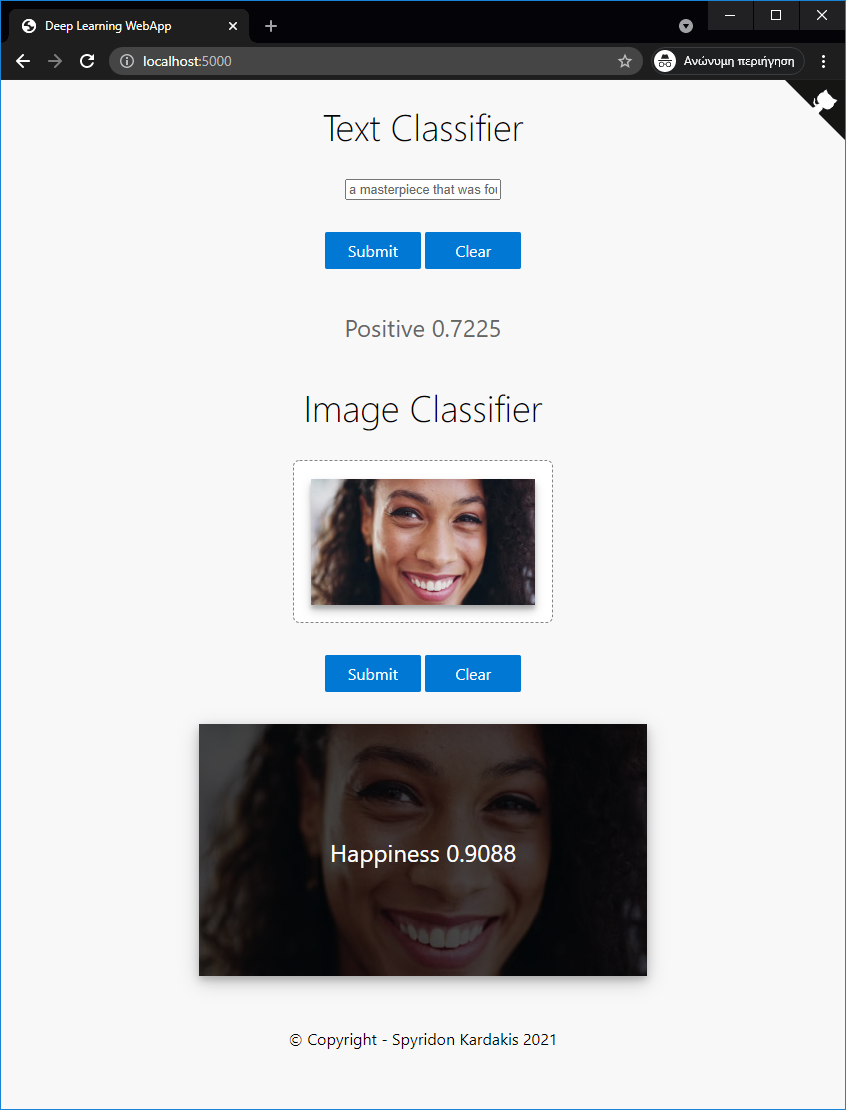 Deep Learning WebApp
localhost:5000
Ανώνυμη περιήγηση
Text Classifier
a masterpiece that was
Submit Clear
Positive 0.7225
Image Classifier
Submit Clear
Happiness 0.9088
© Copyright - Spyridon Kardakis 2021